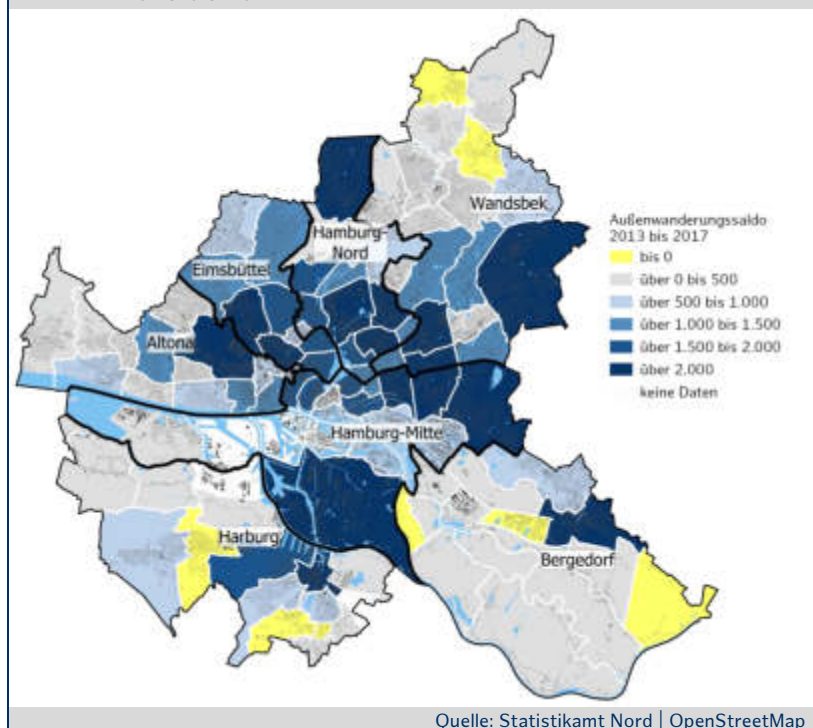 Wandsbek
Hamburg-
Nord
Eimsbüttel
Altona
Hamburg-Mitte
Harburg
Bergedorf
Außenwanderungssaldo
2013 bis 2017
bis 0
über 0 bis 500
über 500 bis 1.000
über 1.000 bis 1.500
über 1.500 bis 2.000
über 2.000
keine Daten
Quelle: Statistikamt Nord | OpenStreetMap